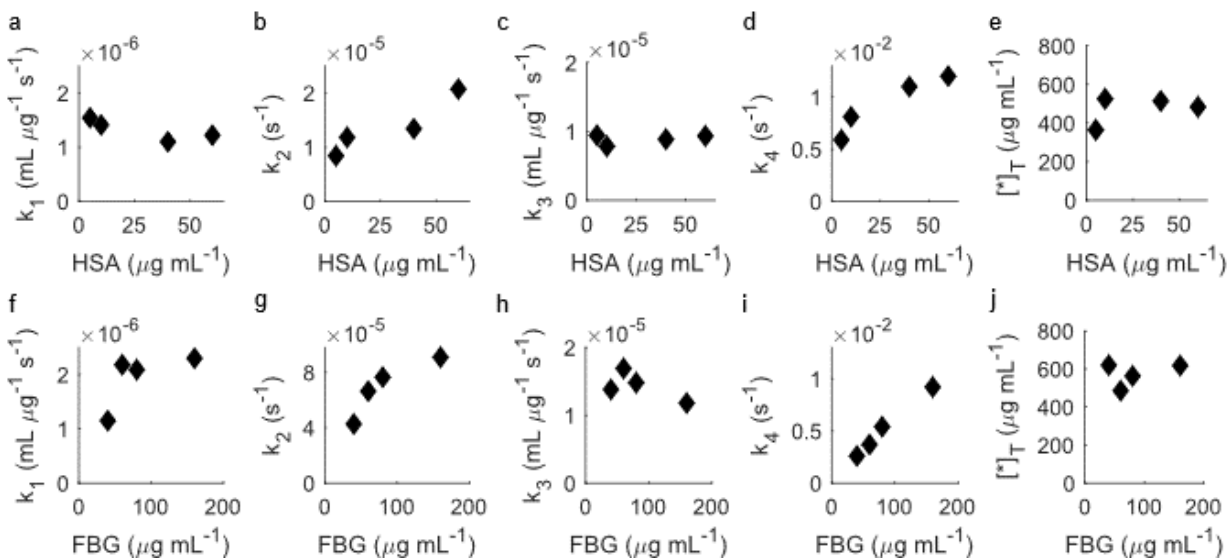 a
× 10⁻⁶
k₁ (mL μg⁻¹ s⁻¹)
2
1
0
0 25 50
HSA (μg mL⁻¹)
b
× 10⁻⁵
k₂ (s⁻¹)
2
1
0
0 25 50
HSA (μg mL⁻¹)
c
× 10⁻⁵
k₃ (mL μg⁻¹ s⁻¹)
2
1
0
0 25 50
HSA (μg mL⁻¹)
d
× 10⁻²
k₄ (s⁻¹)
1
0.5
0
0 25 50
HSA (μg mL⁻¹)
e
[*]T (μg mL⁻¹)
800
600
400
200
0
0 25 50
HSA (μg mL⁻¹)
f
× 10⁻⁶
k₁ (mL μg⁻¹ s⁻¹)
2
1
0
0 100 200
FBG (μg mL⁻¹)
g
× 10⁻⁵
k₂ (s⁻¹)
8
4
0
0 100 200
FBG (μg mL⁻¹)
h
× 10⁻⁵
k₃ (mL μg⁻¹ s⁻¹)
2
1
0
0 100 200
FBG (μg mL⁻¹)
i
× 10⁻²
k₄ (s⁻¹)
1
0.5
0
0 100 200
FBG (μg mL⁻¹)
j
[*]T (μg mL⁻¹)
800
600
400
200
0
0 100 200
FBG (μg mL⁻¹)